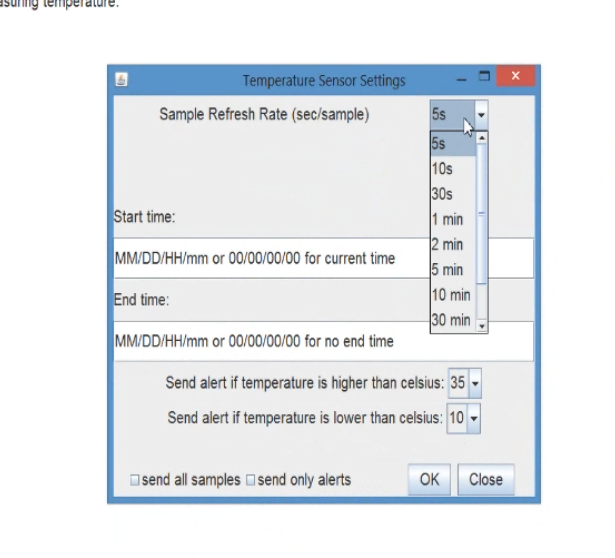 asuring temperature.
Temperature Sensor Settings
Sample Refresh Rate (sec/sample) 5s
5s
10s
30s
1 min
Start time:
2 min
MM/DD/HH/mm or 00/00/00/00 for current time
5 min
End time:
10 min
30 min
MM/DD/HH/mm or 00/00/00/00 for no end time
Send alert if temperature is higher than celsius: 35
Send alert if temperature is lower than celsius: 10
send all samples send only alerts OK Close